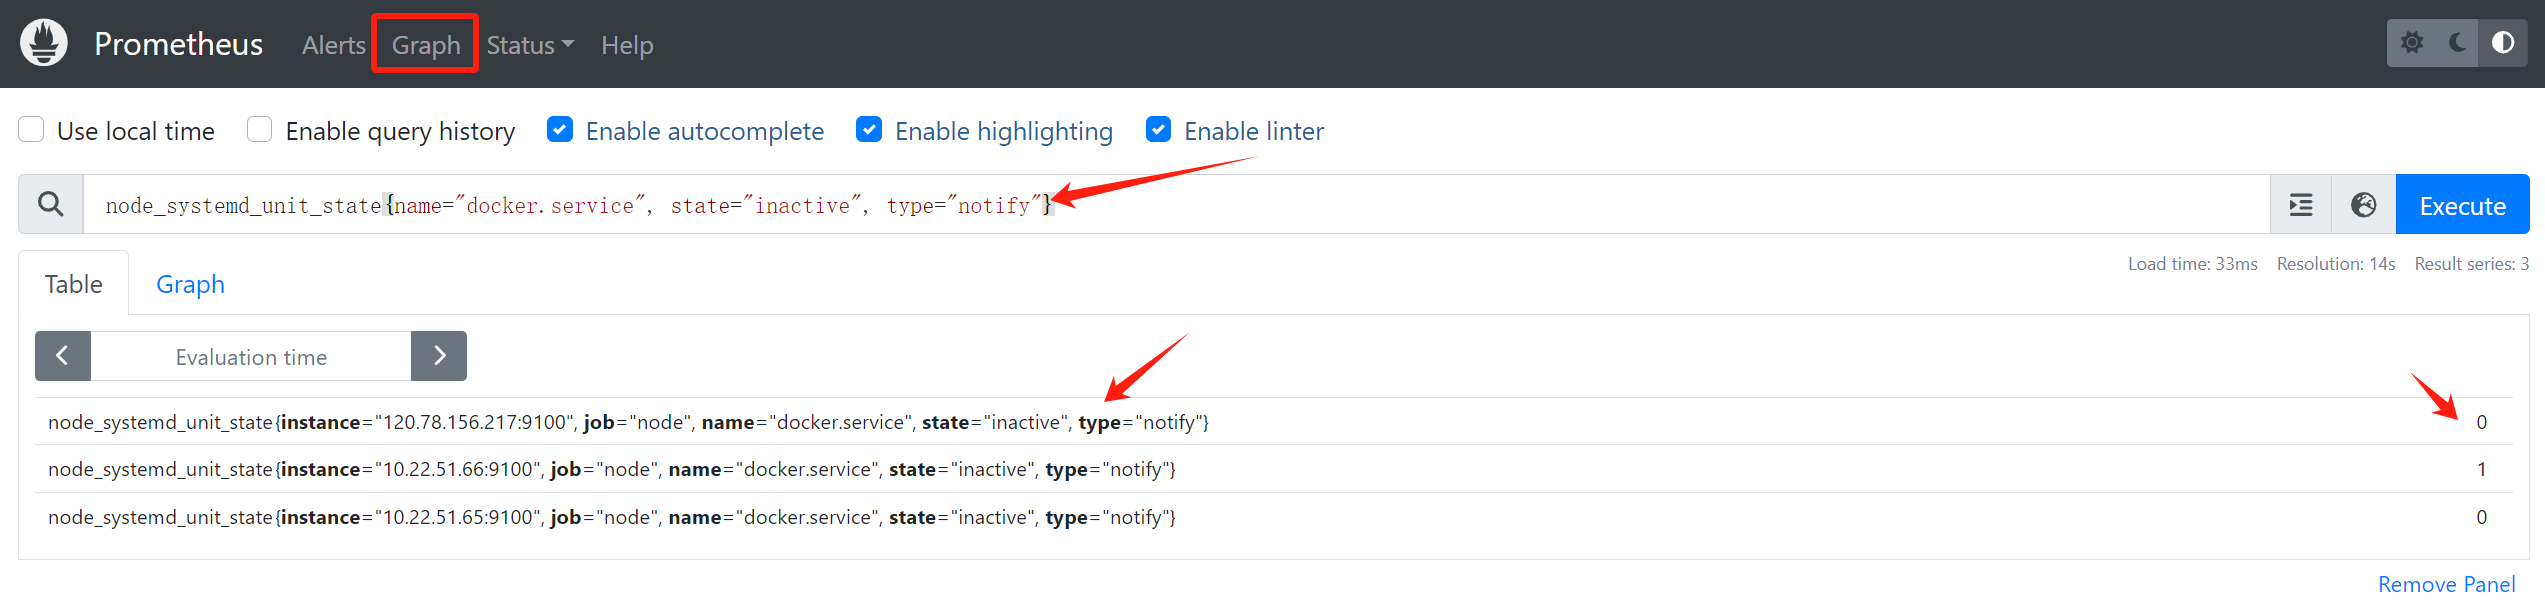 Prometheus Alerts Graph Status Help
Use local time Enable query history Enable autocomplete Enable highlighting Enable linter
node_systemd_unit_state{name="docker.service", state="inactive", type="notify"} Execute
Table Graph Load time: 33ms Resolution: 14s Result series: 3
Evaluation time
node_systemd_unit_state{instance="120.78.156.217:9100", job="node", name="docker.service", state="inactive", type="notify"} 0
node_systemd_unit_state{instance="10.22.51.66:9100", job="node", name="docker.service", state="inactive", type="notify"} 1
node_systemd_unit_state{instance="10.22.51.65:9100", job="node", name="docker.service", state="inactive", type="notify"} 0
Remove Panel